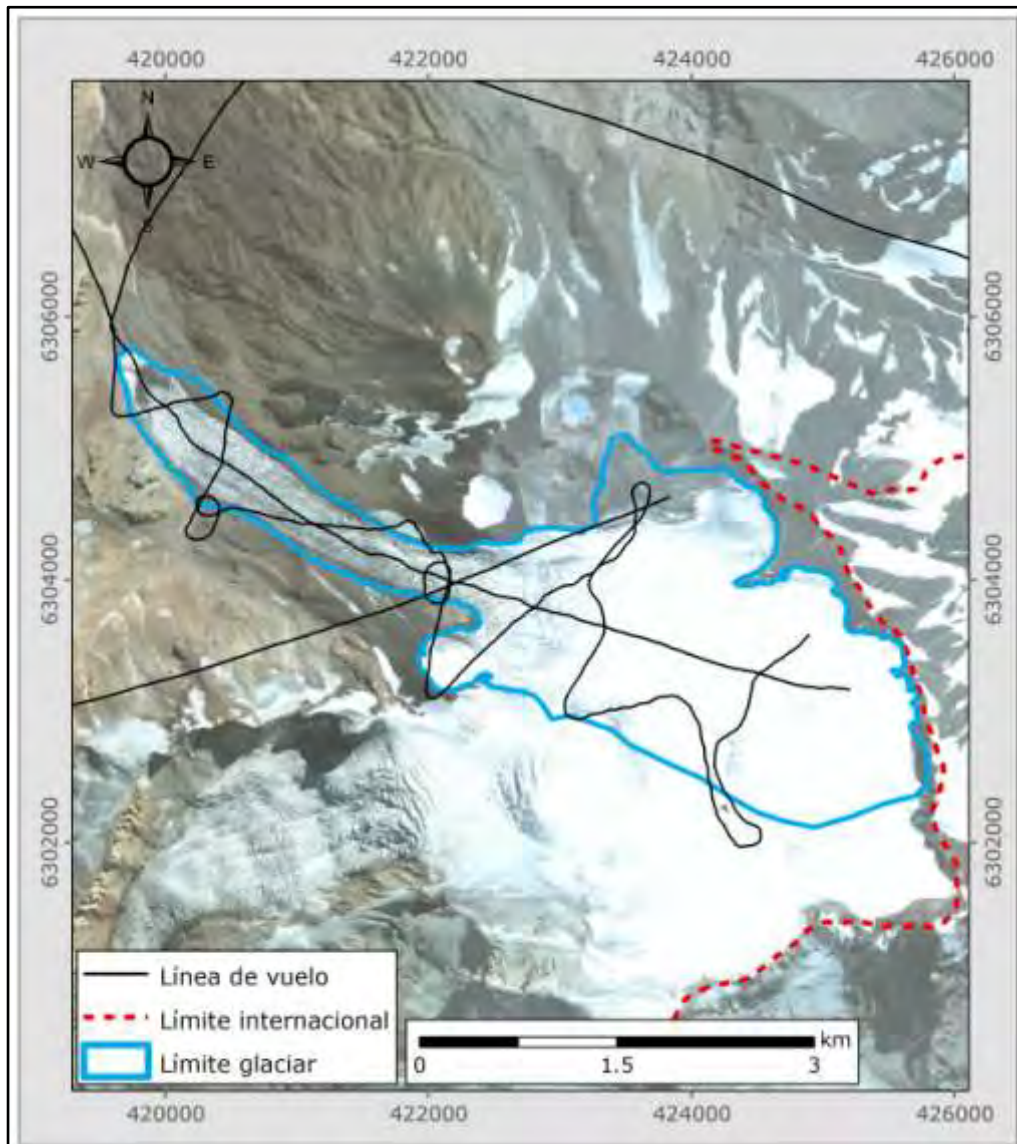 420000 422000 424000 426000
N
W E
S
6306000 6306000
6304000 6304000
6302000 6302000
Línea de vuelo
Límite internacional
Límite glaciar
km
0 1.5 3
420000 422000 424000 426000